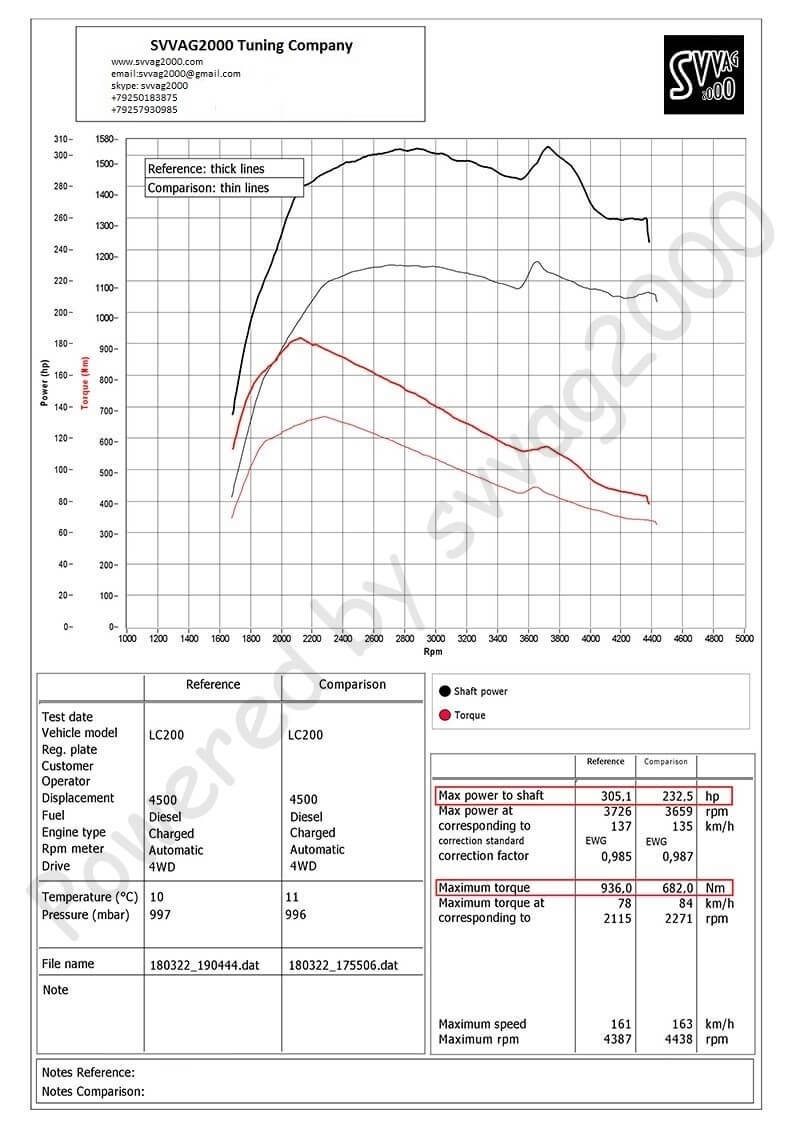 SVVAG2000 Tuning Company
www.svvag2000.com
email:svvag2000@gmail.com
skype: svvag2000
+79250183875
+79257930985
SVVAG
2000
Reference: thick lines
Comparison: thin lines
Power (hp)
310
300
280
260
240
220
200
180
160
140
120
100
80
60
40
20
0
Torque (Nm)
1580
1500
1400
1300
1200
1100
1000
900
800
700
600
500
400
300
200
100
0
1000 1200 1400 1600 1800 2000 2200 2400 2600 2800 3000 3200 3400 3600 3800 4000 4200 4400 4600 4800 5000
Rpm
Powered by svvag2000
Reference Comparison
Test date
Vehicle model LC200 LC200
Reg. plate
Customer
Operator
Displacement 4500 4500
Fuel Diesel Diesel
Engine type Charged Charged
Rpm meter Automatic Automatic
Drive 4WD 4WD
Temperature (°C) 10 11
Pressure (mbar) 997 996
File name 180322_190444.dat 180322_175506.dat
Note
Shaft power
Torque
Reference Comparison
Max power to shaft 305,1 232,5 hp
Max power at 3726 3659 rpm
corresponding to 137 135 km/h
correction standard EWG EWG
correction factor 0,985 0,987
Maximum torque 936,0 682,0 Nm
Maximum torque at 78 84 km/h
corresponding to 2115 2271 rpm
Maximum speed 161 163 km/h
Maximum rpm 4387 4438 rpm
Notes Reference:
Notes Comparison: